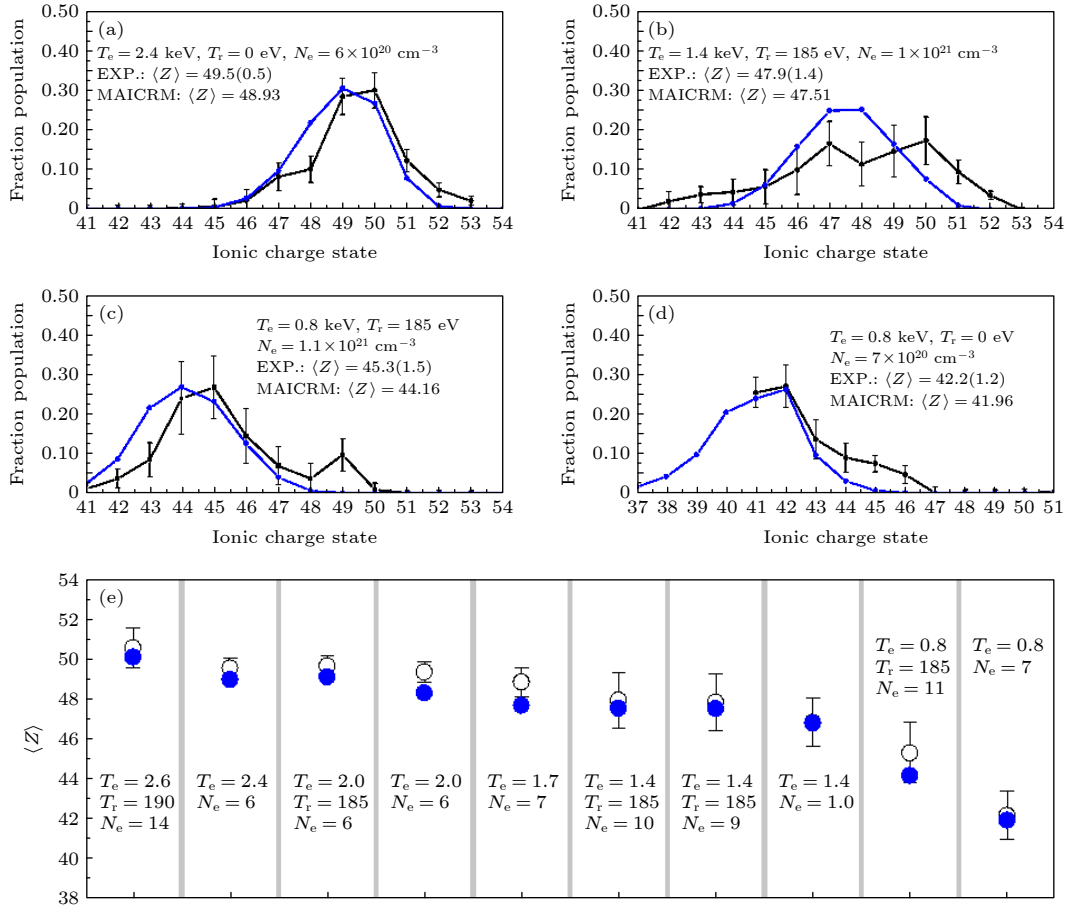 (a)
T_e = 2.4 keV, T_r = 0 eV, N_e = 6×10^20 cm^−3
EXP.: ⟨Z⟩ = 49.5(0.5)
MAICRM: ⟨Z⟩ = 48.93
Fraction population
0.50
0.40
0.30
0.20
0.10
0
41 42 43 44 45 46 47 48 49 50 51 52 53 54
Ionic charge state
(b)
T_e = 1.4 keV, T_r = 185 eV, N_e = 1×10^21 cm^−3
EXP.: ⟨Z⟩ = 47.9(1.4)
MAICRM: ⟨Z⟩ = 47.51
Fraction population
0.50
0.40
0.30
0.20
0.10
0
41 42 43 44 45 46 47 48 49 50 51 52 53 54
Ionic charge state
(c)
T_e = 0.8 keV, T_r = 185 eV
N_e = 1.1×10^21 cm^−3
EXP.: ⟨Z⟩ = 45.3(1.5)
MAICRM: ⟨Z⟩ = 44.16
Fraction population
0.50
0.40
0.30
0.20
0.10
0
41 42 43 44 45 46 47 48 49 50 51 52 53 54
Ionic charge state
(d)
T_e = 0.8 keV, T_r = 0 eV
N_e = 7×10^20 cm^−3
EXP.: ⟨Z⟩ = 42.2(1.2)
MAICRM: ⟨Z⟩ = 41.96
Fraction population
0.50
0.40
0.30
0.20
0.10
0
37 38 39 40 41 42 43 44 45 46 47 48 49 50 51
Ionic charge state
(e)
⟨Z⟩
54
52
50
48
46
44
42
40
38
T_e = 2.6
T_r = 190
N_e = 14
T_e = 2.4
N_e = 6
T_e = 2.0
T_r = 185
N_e = 6
T_e = 2.0
N_e = 6
T_e = 1.7
N_e = 7
T_e = 1.4
T_r = 185
N_e = 10
T_e = 1.4
T_r = 185
N_e = 9
T_e = 1.4
N_e = 1.0
T_e = 0.8
T_r = 185
N_e = 11
T_e = 0.8
N_e = 7